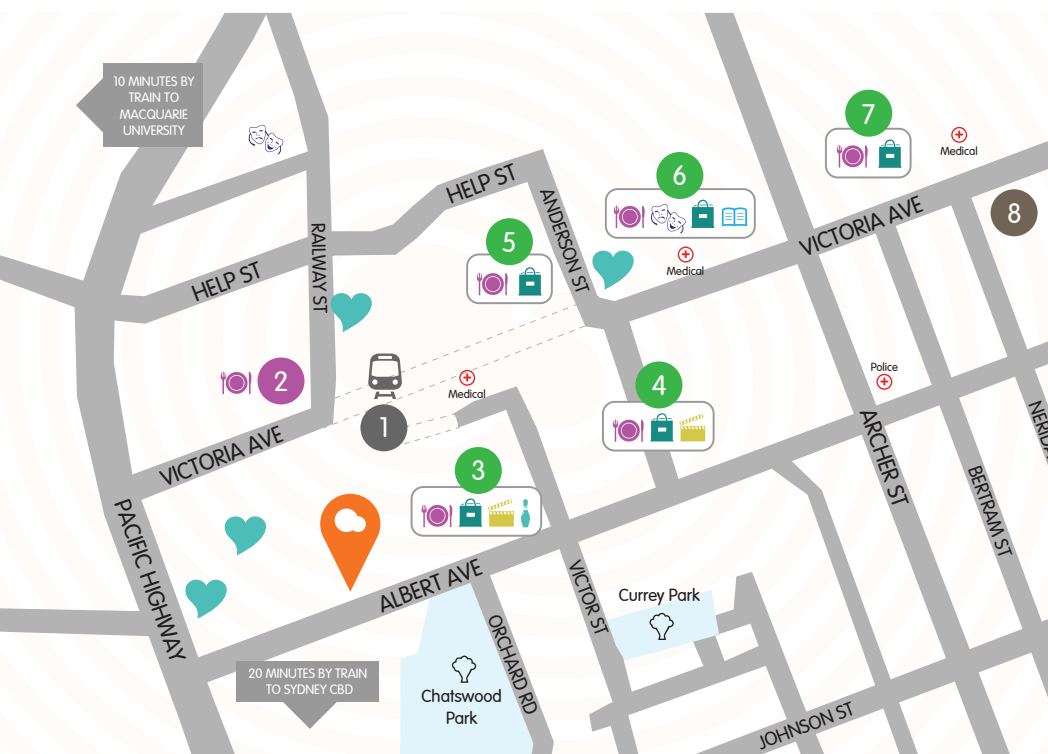 10 MINUTES BY
TRAIN TO
MACQUARIE
UNIVERSITY
7
Medical
HELP ST
6
ANDERSON ST
8
VICTORIA AVE
5
RAILWAY ST
Medical
HELP ST
2
Police
Medical
4
1
VICTORIA AVE
ARCHER ST
3
BERTRAM ST
PACIFIC HIGHWAY
ALBERT AVE
VICTOR ST
Currey Park
ORCHARD RD
20 MINUTES BY TRAIN
TO SYDNEY CBD
Chatswood
Park
JOHNSON ST